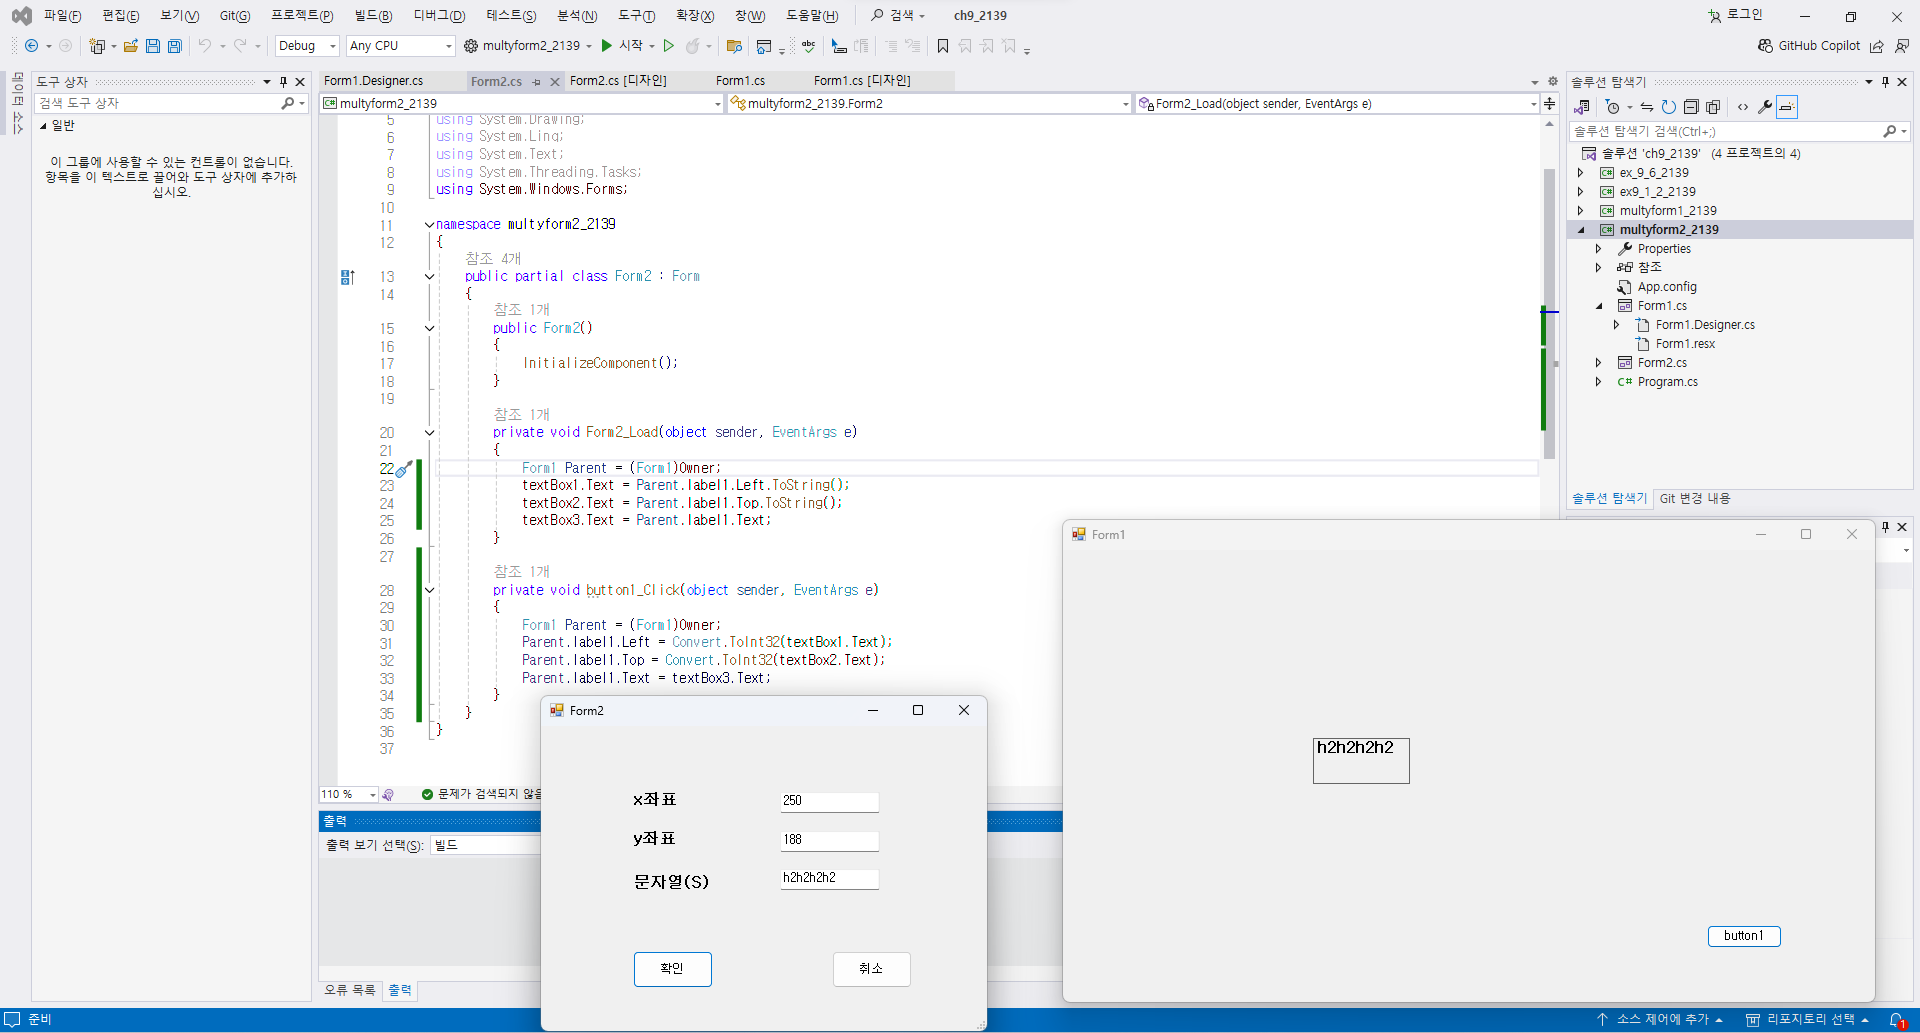 파일(F) 편집(E) 보기(V) Git(G) 프로젝트(P) 빌드(B) 디버그(D) 테스트(S) 분석(N) 도구(T) 확장(X) 창(W) 도움말(H) 검색 ch9_2139 로그인
Debug Any CPU multyform2_2139 시작 GitHub Copilot
도구 상자
검색 도구 상자
일반
이 그룹에 사용할 수 있는 컨트롤이 없습니다.
항목을 이 텍스트로 끌어와 도구 상자에 추가하
십시오.
Form1.Designer.cs Form2.cs Form2.cs [디자인] Form1.cs Form1.cs [디자인]
multyform2_2139 multyform2_2139.Form2 Form2_Load(object sender, EventArgs e)
5 using System.Drawing;
6 using System.Linq;
7 using System.Text;
8 using System.Threading.Tasks;
9 using System.Windows.Forms;
10
11 namespace multyform2_2139
12 {
참조 4개
13 public partial class Form2 : Form
14 {
참조 1개
15 public Form2()
16 {
17 InitializeComponent();
18 }
19
참조 1개
20 private void Form2_Load(object sender, EventArgs e)
21 {
22 Form1 Parent = (Form1)Owner;
23 textBox1.Text = Parent.label1.Left.ToString();
24 textBox2.Text = Parent.label1.Top.ToString();
25 textBox3.Text = Parent.label1.Text;
26 }
27
참조 1개
28 private void button1_Click(object sender, EventArgs e)
29 {
30 Form1 Parent = (Form1)Owner;
31 Parent.label1.Left = Convert.ToInt32(textBox1.Text);
32 Parent.label1.Top = Convert.ToInt32(textBox2.Text);
33 Parent.label1.Text = textBox3.Text;
34 }
35 }
36 }
37
110 % 문제가 검색되지 않음
출력
출력 보기 선택(S): 빌드
오류 목록 출력
솔루션 탐색기
솔루션 탐색기 검색(Ctrl+;)
솔루션 'ch9_2139' (4 프로젝트의 4)
ex_9_6_2139
ex9_1_2_2139
multyform1_2139
multyform2_2139
Properties
참조
App.config
Form1.cs
Form1.Designer.cs
Form1.resx
Form2.cs
Program.cs
솔루션 탐색기 Git 변경 내용
Form2
x좌표 250
y좌표 188
문자열(S) h2h2h2h2
확인 취소
Form1
h2h2h2h2
button1
준비 소스 제어에 추가 리포지토리 선택 1